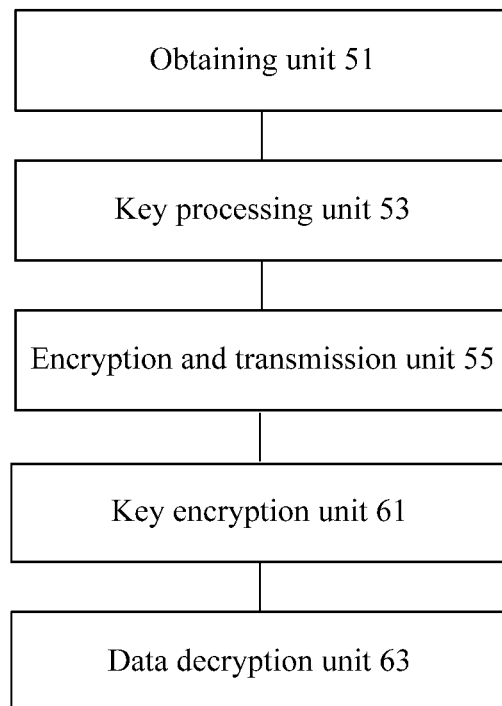 Obtaining unit 51
Key processing unit 53
Encryption and transmission unit 55
Key encryption unit 61
Data decryption unit 63